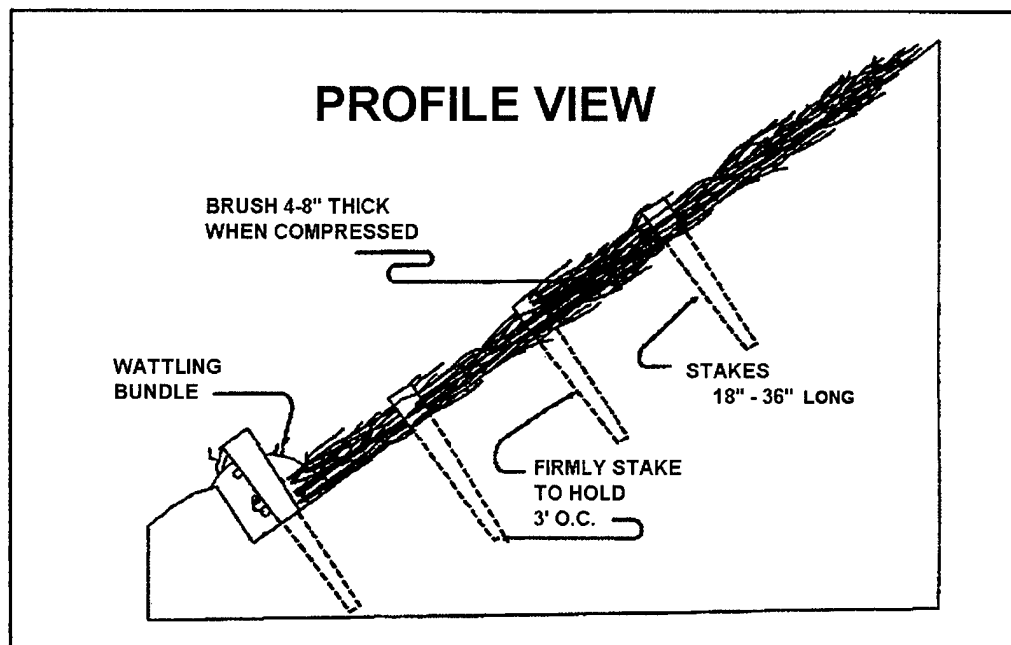 PROFILE VIEW
BRUSH 4-8" THICK
WHEN COMPRESSED
WATTLING
BUNDLE
STAKES
18" - 36" LONG
FIRMLY STAKE
TO HOLD
3' O.C.